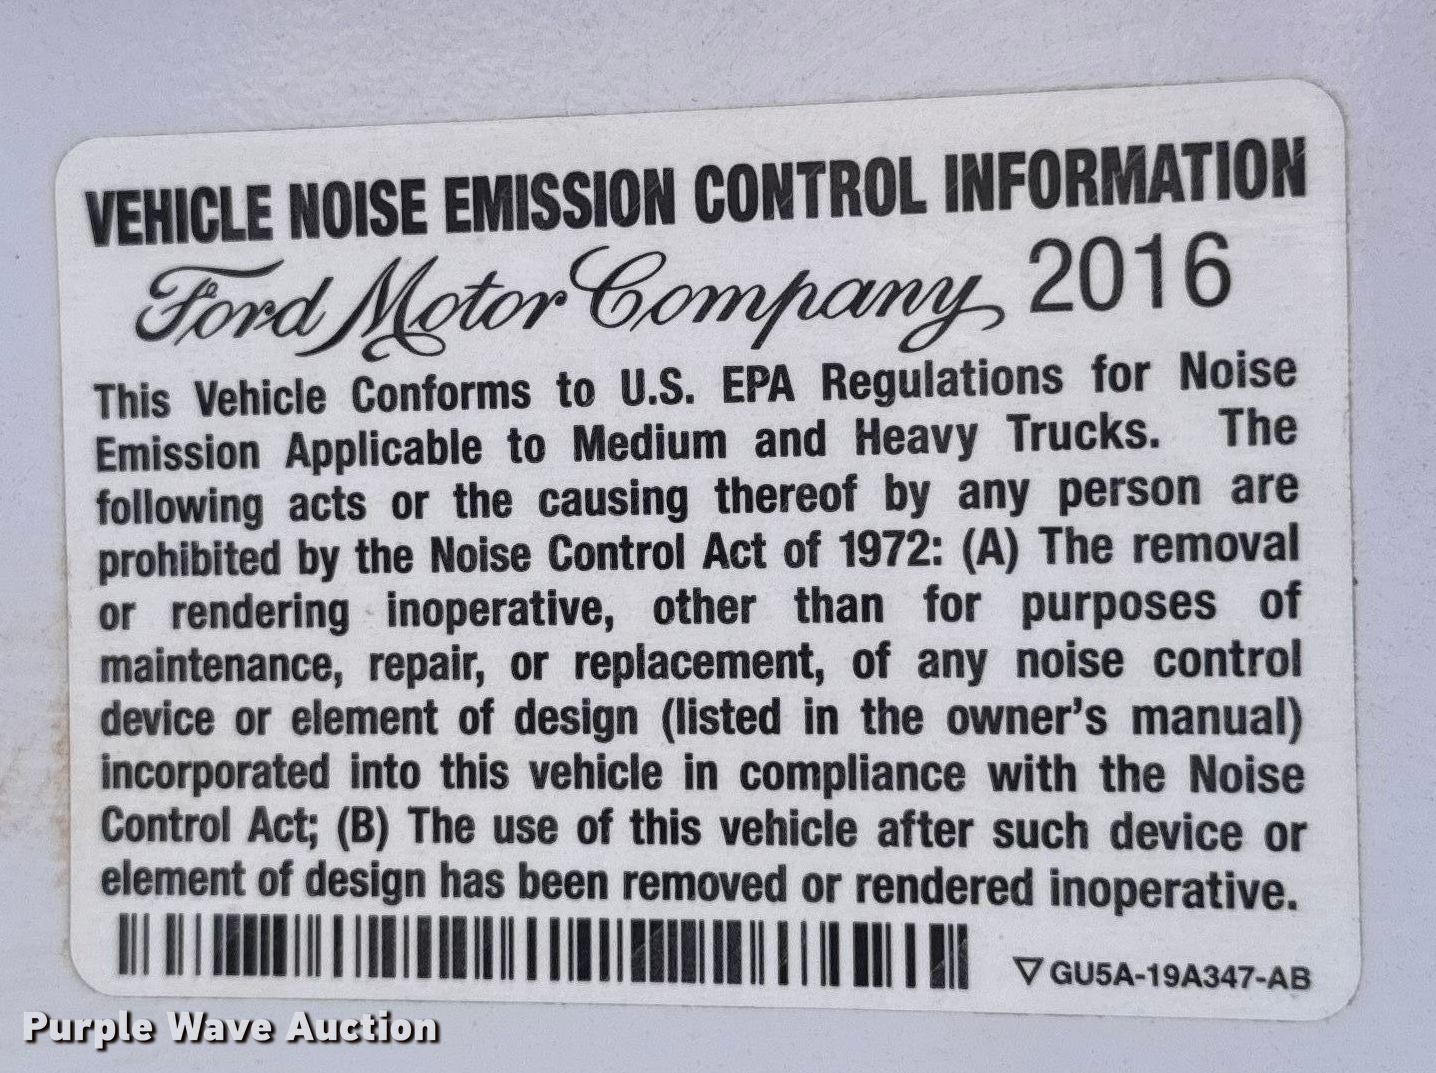 VEHICLE NOISE EMISSION CONTROL INFORMATION
Ford Motor Company 2016
This Vehicle Conforms to U.S. EPA Regulations for Noise
Emission Applicable to Medium and Heavy Trucks. The
following acts or the causing thereof by any person are
prohibited by the Noise Control Act of 1972: (A) The removal
or rendering inoperative, other than for purposes of
maintenance, repair, or replacement, of any noise control
device or element of design (listed in the owner's manual)
incorporated into this vehicle in compliance with the Noise
Control Act; (B) The use of this vehicle after such device or
element of design has been removed or rendered inoperative.
▽ GU5A-19A347-AB
Purple Wave Auction